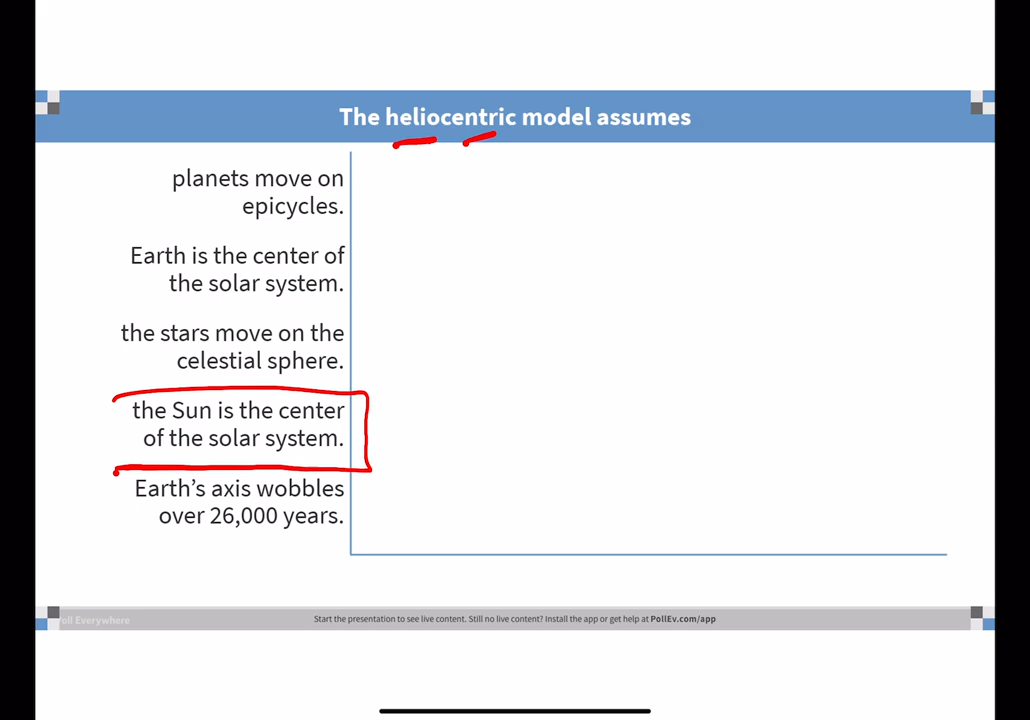 The heliocentric model assumes
planets move on
epicycles.
Earth is the center of
the solar system.
the stars move on the
celestial sphere.
the Sun is the center
of the solar system.
Earth’s axis wobbles
over 26,000 years.
oll Everywhere
Start the presentation to see live content. Still no live content? Install the app or get help at PollEv.com/app